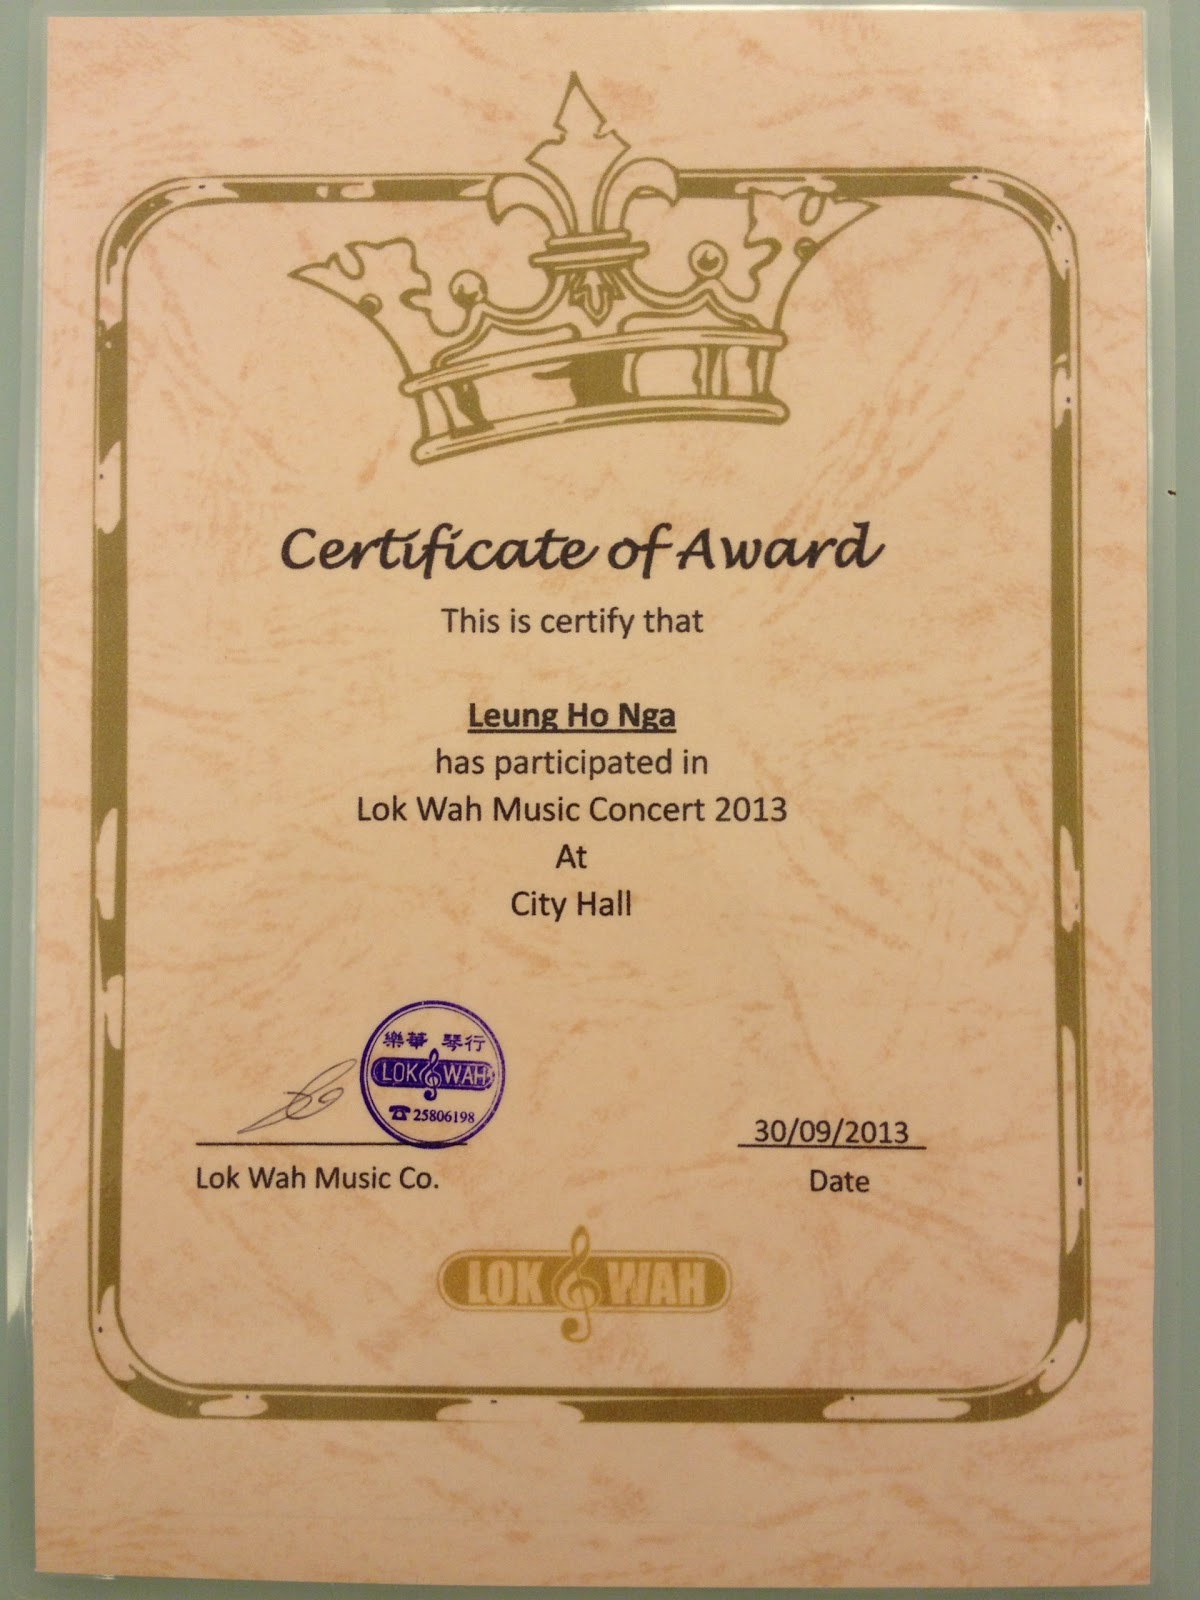 Certificate of Award
This is certify that
Leung Ho Nga
has participated in
Lok Wah Music Concert 2013
At
City Hall
樂華 琴行
LOK WAH
☎25806198
30/09/2013
Lok Wah Music Co.
Date
LOK WAH